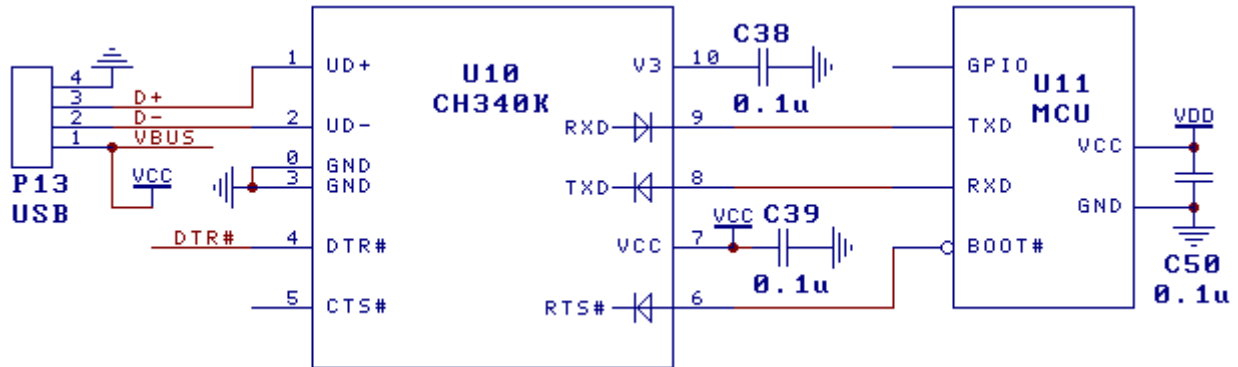 4
3
2
1
D+
D-
VBUS
P13
USB
VCC
DTR#
1
2
0
3
4
5
UD+
UD-
GND
GND
DTR#
CTS#
U10
CH340K
V3
RXD
TXD
VCC
RTS#
10
9
8
7
6
C38
0.1u
VCC
C39
0.1u
GPIO
TXD
RXD
BOOT#
U11
MCU
VCC
GND
VDD
C50
0.1u